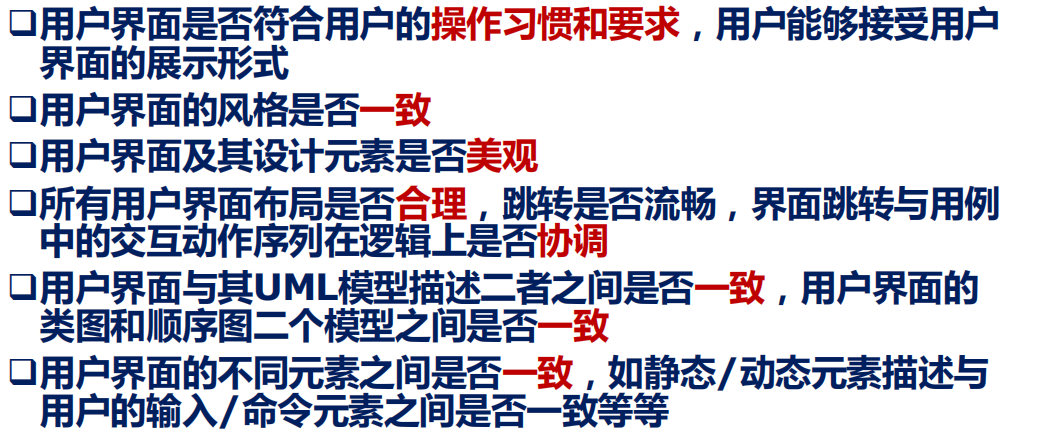 ❑用户界面是否符合用户的操作习惯和要求，用户能够接受用户
界面的展示形式
❑用户界面的风格是否一致
❑用户界面及其设计元素是否美观
❑所有用户界面布局是否合理，跳转是否流畅，界面跳转与用例
中的交互动作序列在逻辑上是否协调
❑用户界面与其UML模型描述二者之间是否一致，用户界面的
类图和顺序图二个模型之间是否一致
❑用户界面的不同元素之间是否一致，如静态/动态元素描述与
用户的输入/命令元素之间是否一致等等